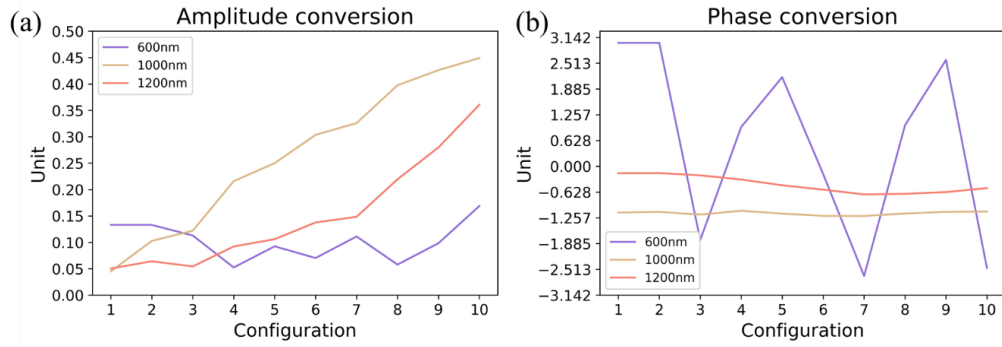 (a)
Amplitude conversion
0.50
0.45
0.40
0.35
0.30
0.25
0.20
0.15
0.10
0.05
0.00
Unit
600nm
1000nm
1200nm
1 2 3 4 5 6 7 8 9 10
Configuration
(b)
Phase conversion
3.142
2.513
1.885
1.257
0.628
0.000
−0.628
−1.257
−1.885
−2.513
−3.142
Unit
600nm
1000nm
1200nm
1 2 3 4 5 6 7 8 9 10
Configuration